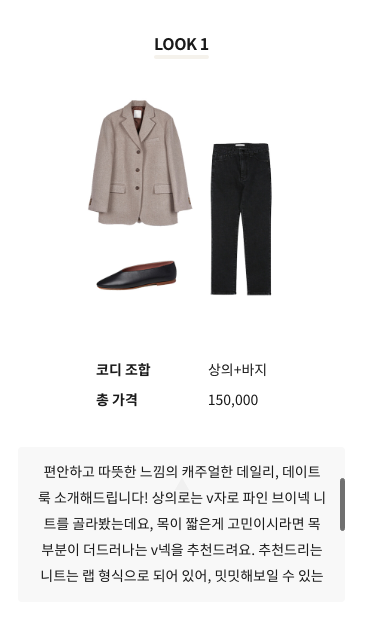 LOOK 1
코디 조합 상의+바지
총 가격 150,000
편안하고 따뜻한 느낌의 캐주얼한 데일리, 데이트
룩 소개해드립니다! 상의로는 v자로 파인 브이넥 니
트를 골라봤는데요, 목이 짧은게 고민이시라면 목
부분이 더드러나는 v넥을 추천드려요. 추천드리는
니트는 랩 형식으로 되어 있어, 밋밋해보일 수 있는